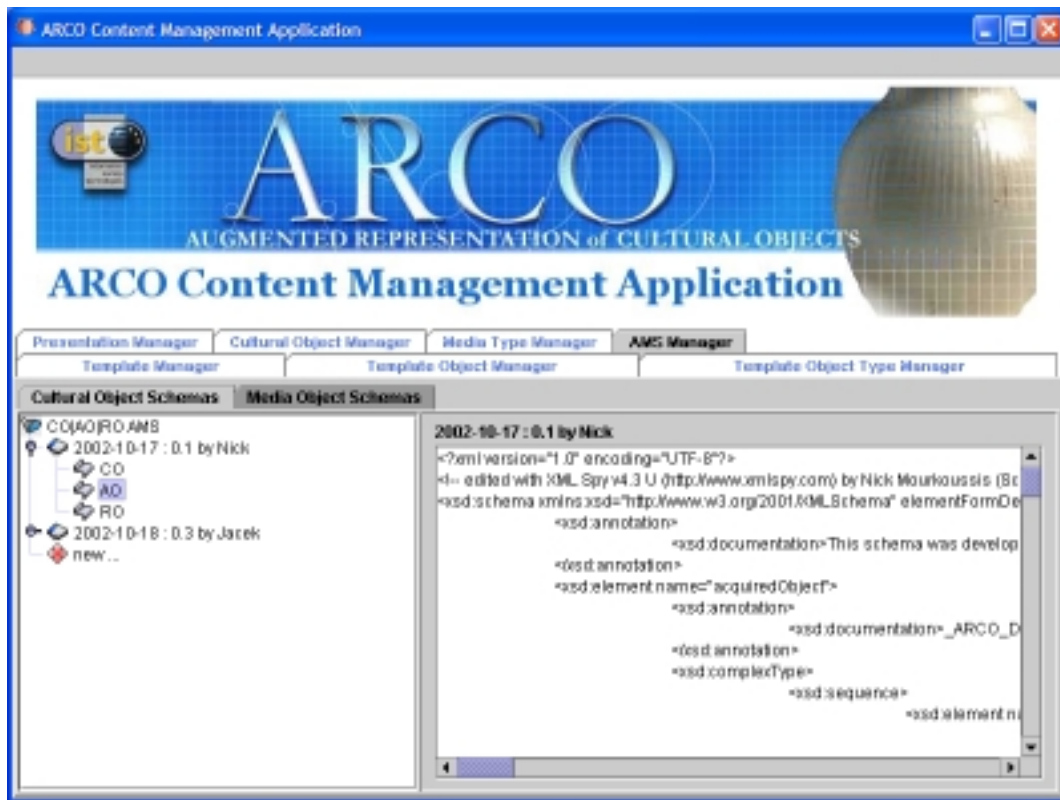 ARCO Content Management Application
ist
ARCO
AUGMENTED REPRESENTATION of CULTURAL OBJECTS
ARCO Content Management Application
Presentation Manager Cultural Object Manager Media Type Manager AMS Manager
Template Manager Template Object Manager Template Object Type Manager
Cultural Object Schemas Media Object Schemas
CO|AO|RO AMS
2002-10-17 : 0.1 by Nick
CO
AO
RO
2002-10-18 : 0.3 by Jacek
new...
2002-10-17 : 0.1 by Nick
<?xml version="1.0" encoding="UTF-8"?>
<!-- edited with XML Spy v4.3 U (http://www.xmlspy.com) by Nick Mourkoussis (Sc
<xsd:schema xmlns:xsd="http://www.w3.org/2001/XMLSchema" elementFormDe
<xsd:annotation>
<xsd:documentation>This schema was develop
</xsd:annotation>
<xsd:element name="acquiredObject">
<xsd:annotation>
<xsd:documentation>_ARCO_D
</xsd:annotation>
<xsd:complexType>
<xsd:sequence>
<xsd:element na